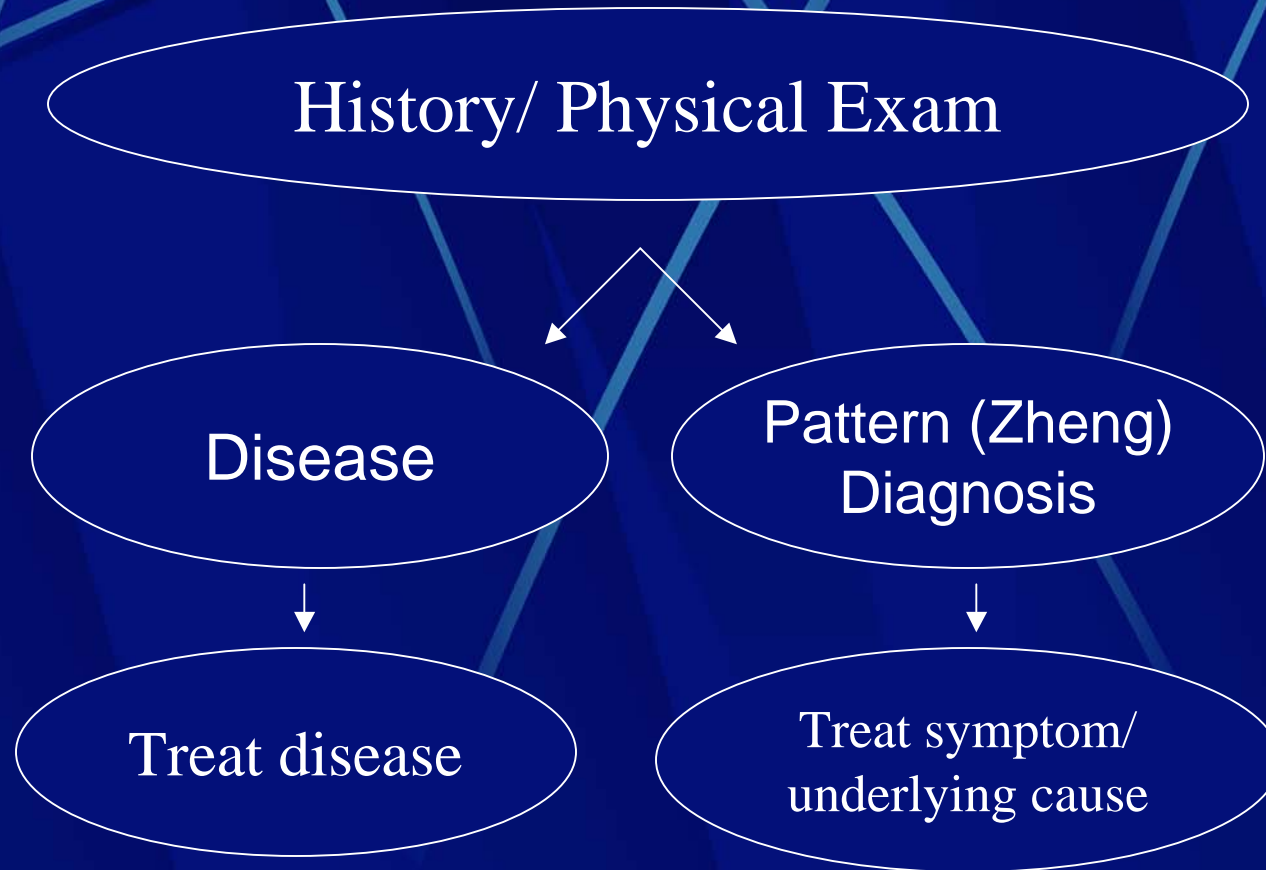 History/ Physical Exam
Disease
Pattern (Zheng)
Diagnosis
Treat disease
Treat symptom/
underlying cause